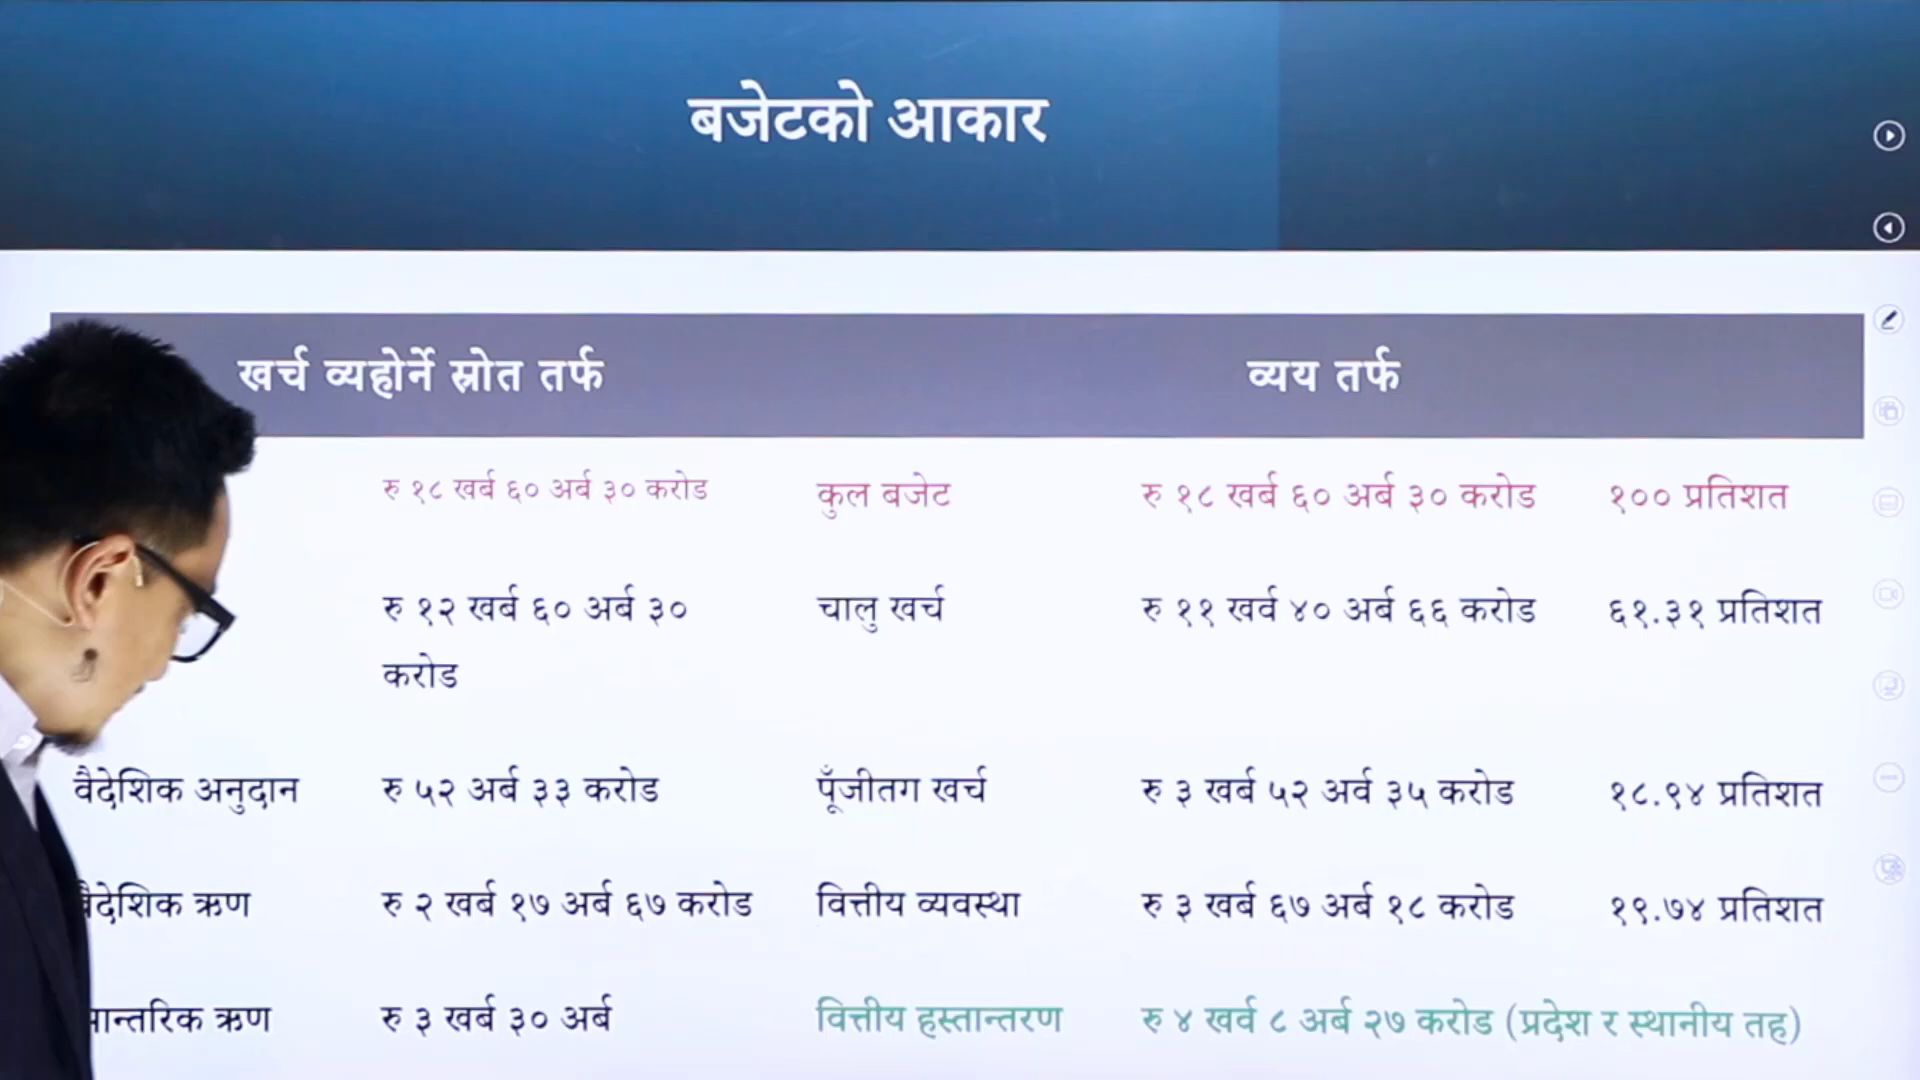 बजेटको आकार
खर्च व्यहोर्ने स्रोत तर्फ व्यय तर्फ
रु १८ खर्ब ६० अर्ब ३० करोड कुल बजेट रु १८ खर्ब ६० अर्ब ३० करोड १०० प्रतिशत
रु १२ खर्ब ६० अर्ब ३० चालु खर्च रु ११ खर्व ४० अर्ब ६६ करोड ६१.३१ प्रतिशत
करोड
वैदेशिक अनुदान रु ५२ अर्ब ३३ करोड पूँजीतग खर्च रु ३ खर्ब ५२ अर्व ३५ करोड १८.९४ प्रतिशत
वैदेशिक ऋण रु २ खर्ब १७ अर्ब ६७ करोड वित्तीय व्यवस्था रु ३ खर्ब ६७ अर्ब १८ करोड १९.७४ प्रतिशत
आन्तरिक ऋण रु ३ खर्ब ३० अर्ब वित्तीय हस्तान्तरण रु ४ खर्व ८ अर्ब २७ करोड (प्रदेश र स्थानीय तह)